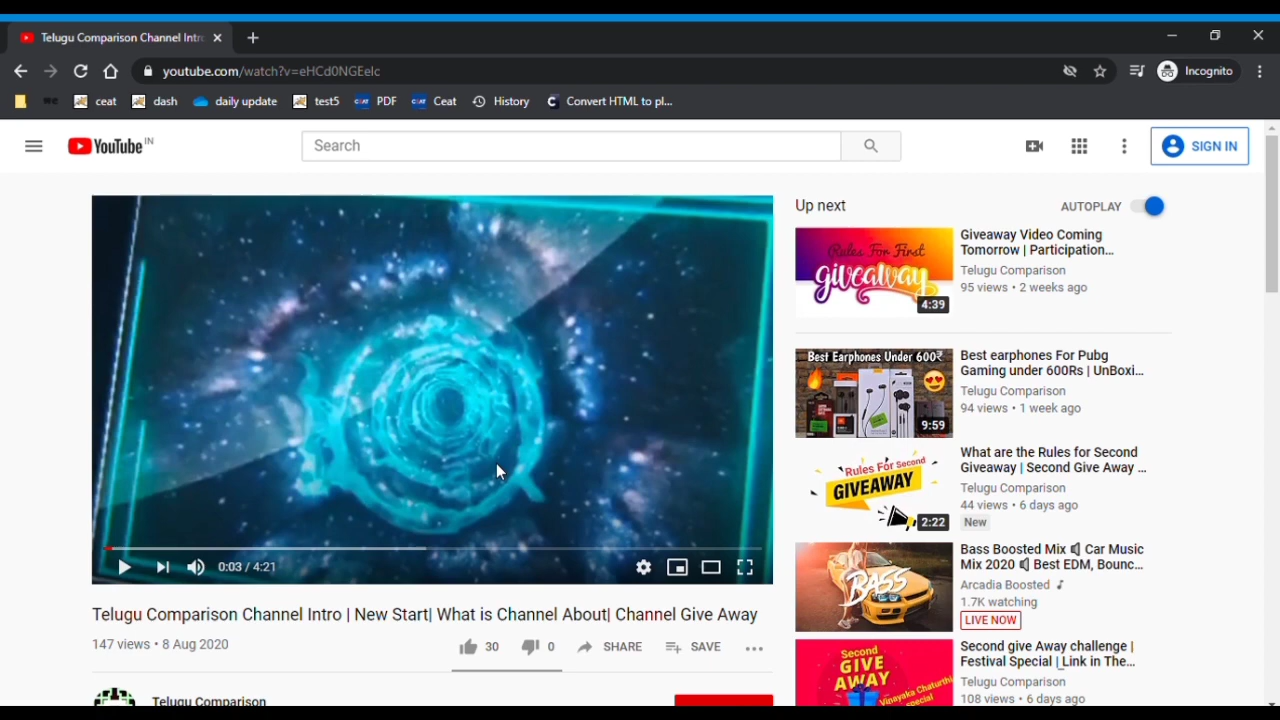 Telugu Comparison Channel Intro
youtube.com/watch?v=eHCd0NGEelc
Incognito
we
ceat
dash
daily update
test5
CEAT PDF
CEAT Ceat
History
Convert HTML to pl...
YouTube IN
Search
SIGN IN
0:03 / 4:21
Telugu Comparison Channel Intro | New Start| What is Channel About| Channel Give Away
147 views • 8 Aug 2020
30
0
SHARE
SAVE
Telugu Comparison
Up next
AUTOPLAY
Rules For First
giveaway
4:39
Giveaway Video Coming
Tomorrow | Participation...
Telugu Comparison
95 views • 2 weeks ago
Best Earphones Under 600₹
9:59
Best earphones For Pubg
Gaming under 600Rs | UnBoxi...
Telugu Comparison
94 views • 1 week ago
Rules For Second
GIVEAWAY
2:22
What are the Rules for Second
Giveaway | Second Give Away ...
Telugu Comparison
44 views • 6 days ago
New
BASS
Bass Boosted Mix 🔊 Car Music
Mix 2020 🔊 Best EDM, Bounc...
Arcadia Boosted ♪
1.7K watching
LIVE NOW
Second
GIVE
AWAY
Vinayaka Chaturthi
special
Second give Away challenge |
Festival Special | Link in The...
Telugu Comparison
108 views • 6 days ago